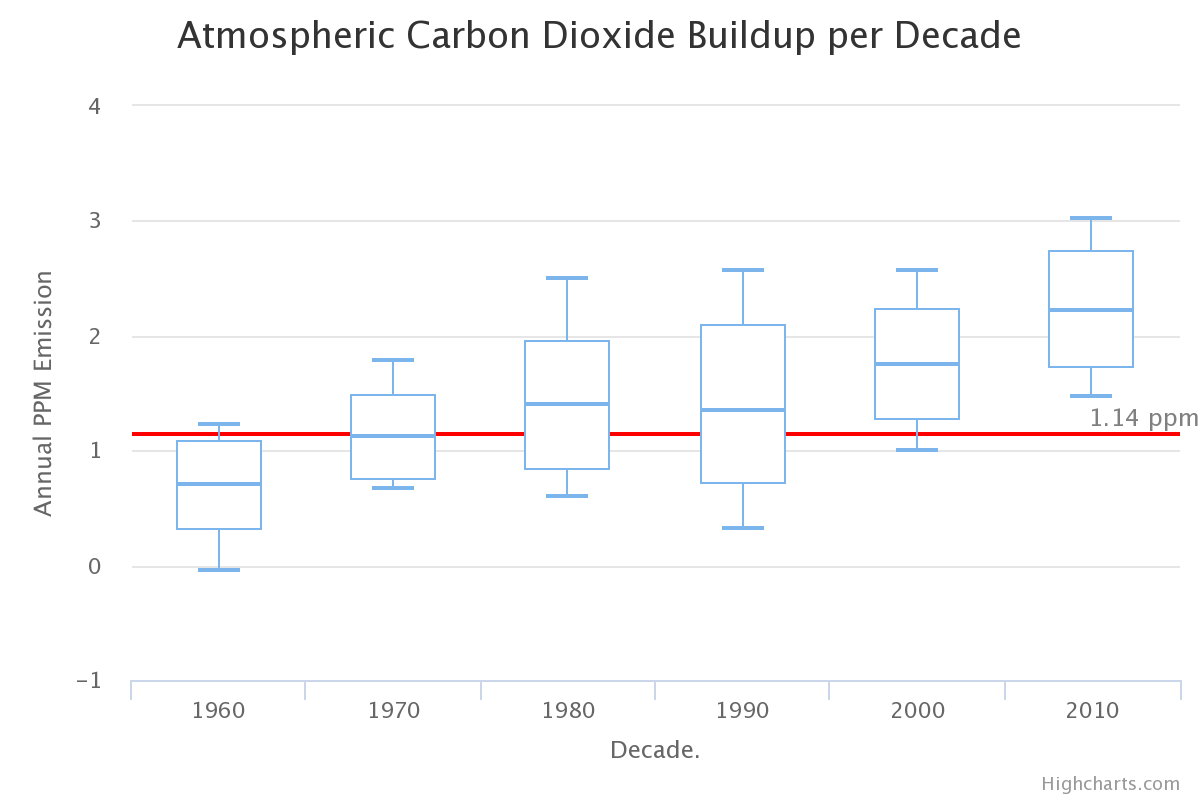 Atmospheric Carbon Dioxide Buildup per Decade
Annual PPM Emission
4
3
2
1
0
−1
1.14 ppm
1960
1970
1980
1990
2000
2010
Decade.
Highcharts.com